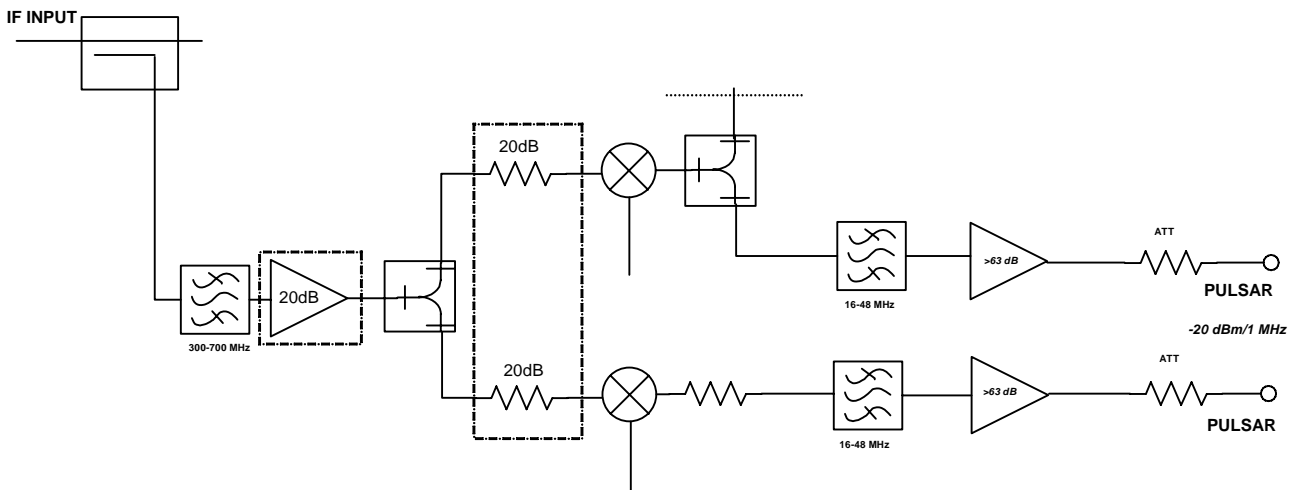 IF INPUT
20dB
ATT
>63 dB
PULSAR
20dB
16-48 MHz
-20 dBm/1 MHz
300-700 MHz
20dB
ATT
>63 dB
PULSAR
16-48 MHz